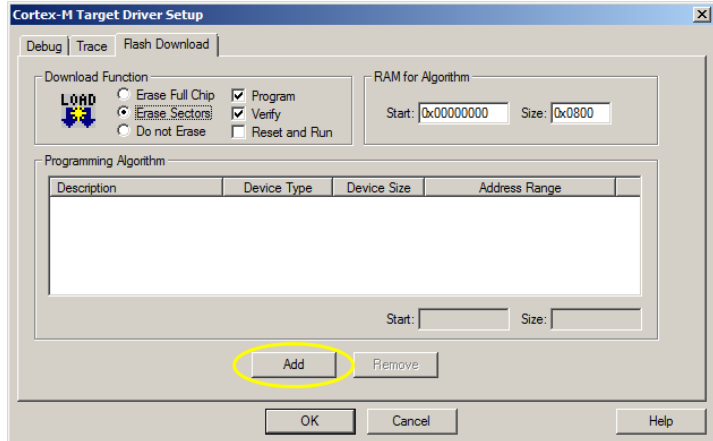 Cortex-M Target Driver Setup
Debug Trace Flash Download
Download Function
LOAD
Erase Full Chip
Erase Sectors
Do not Erase
Program
Verify
Reset and Run
RAM for Algorithm
Start: 0x00000000 Size: 0x0800
Programming Algorithm
Description Device Type Device Size Address Range
Start: Size:
Add Remove
OK Cancel Help